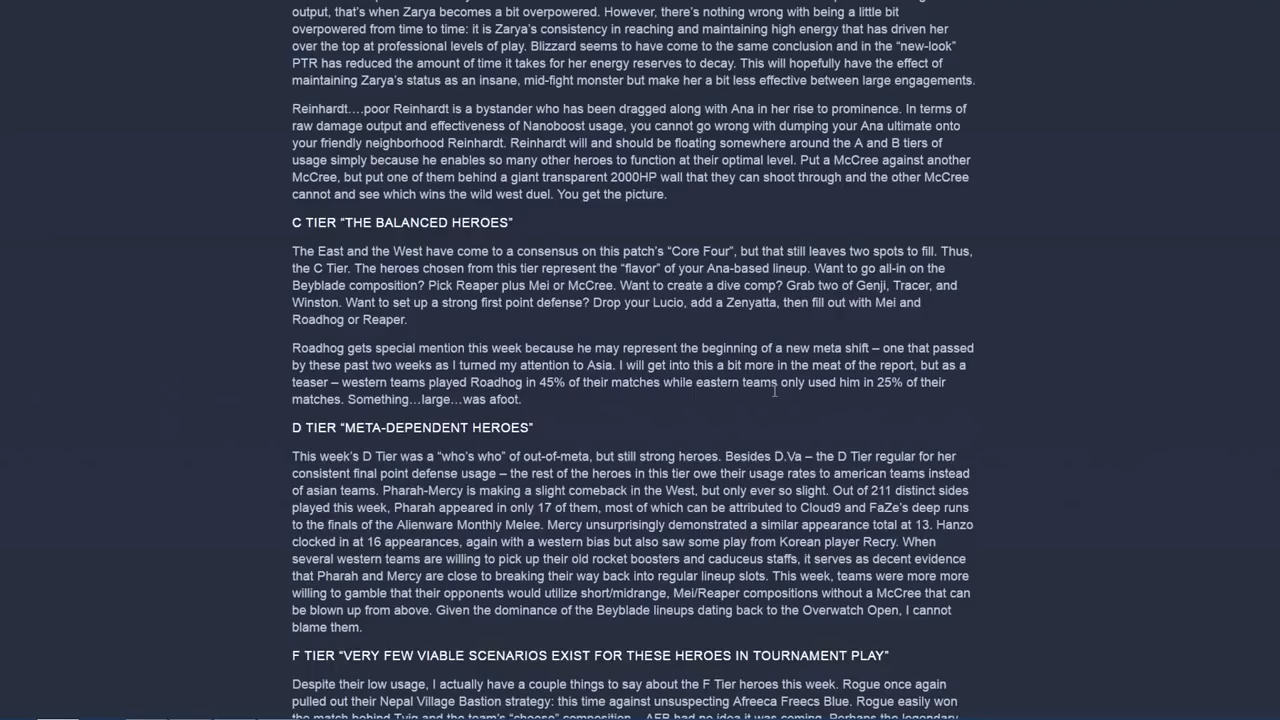 output, that's when Zarya becomes a bit overpowered. However, there's nothing wrong with being a little bit
overpowered from time to time: it is Zarya's consistency in reaching and maintaining high energy that has driven her
over the top at professional levels of play. Blizzard seems to have come to the same conclusion and in the “new-look”
PTR has reduced the amount of time it takes for her energy reserves to decay. This will hopefully have the effect of
maintaining Zarya's status as an insane, mid-fight monster but make her a bit less effective between large engagements.
Reinhardt….poor Reinhardt is a bystander who has been dragged along with Ana in her rise to prominence. In terms of
raw damage output and effectiveness of Nanoboost usage, you cannot go wrong with dumping your Ana ultimate onto
your friendly neighborhood Reinhardt. Reinhardt will and should be floating somewhere around the A and B tiers of
usage simply because he enables so many other heroes to function at their optimal level. Put a McCree against another
McCree, but put one of them behind a giant transparent 2000HP wall that they can shoot through and the other McCree
cannot and see which wins the wild west duel. You get the picture.
C TIER “THE BALANCED HEROES”
The East and the West have come to a consensus on this patch's “Core Four”, but that still leaves two spots to fill. Thus,
the C Tier. The heroes chosen from this tier represent the “flavor” of your Ana-based lineup. Want to go all-in on the
Beyblade composition? Pick Reaper plus Mei or McCree. Want to create a dive comp? Grab two of Genji, Tracer, and
Winston. Want to set up a strong first point defense? Drop your Lucio, add a Zenyatta, then fill out with Mei and
Roadhog or Reaper.
Roadhog gets special mention this week because he may represent the beginning of a new meta shift – one that passed
by these past two weeks as I turned my attention to Asia. I will get into this a bit more in the meat of the report, but as a
teaser – western teams played Roadhog in 45% of their matches while eastern teams only used him in 25% of their
matches. Something…large…was afoot.
D TIER “META-DEPENDENT HEROES”
This week's D Tier was a “who's who” of out-of-meta, but still strong heroes. Besides D.Va – the D Tier regular for her
consistent final point defense usage – the rest of the heroes in this tier owe their usage rates to american teams instead
of asian teams. Pharah-Mercy is making a slight comeback in the West, but only ever so slight. Out of 211 distinct sides
played this week, Pharah appeared in only 17 of them, most of which can be attributed to Cloud9 and FaZe's deep runs
to the finals of the Alienware Monthly Melee. Mercy unsurprisingly demonstrated a similar appearance total at 13. Hanzo
clocked in at 16 appearances, again with a western bias but also saw some play from Korean player Recry. When
several western teams are willing to pick up their old rocket boosters and caduceus staffs, it serves as decent evidence
that Pharah and Mercy are close to breaking their way back into regular lineup slots. This week, teams were more more
willing to gamble that their opponents would utilize short/midrange, Mei/Reaper compositions without a McCree that can
be blown up from above. Given the dominance of the Beyblade lineups dating back to the Overwatch Open, I cannot
blame them.
F TIER “VERY FEW VIABLE SCENARIOS EXIST FOR THESE HEROES IN TOURNAMENT PLAY”
Despite their low usage, I actually have a couple things to say about the F Tier heroes this week. Rogue once again
pulled out their Nepal Village Bastion strategy: this time against unsuspecting Afreeca Freecs Blue. Rogue easily won
the match behind Tviq and the team's “cheese” composition – AFB had no idea it was coming. Perhaps the legendary